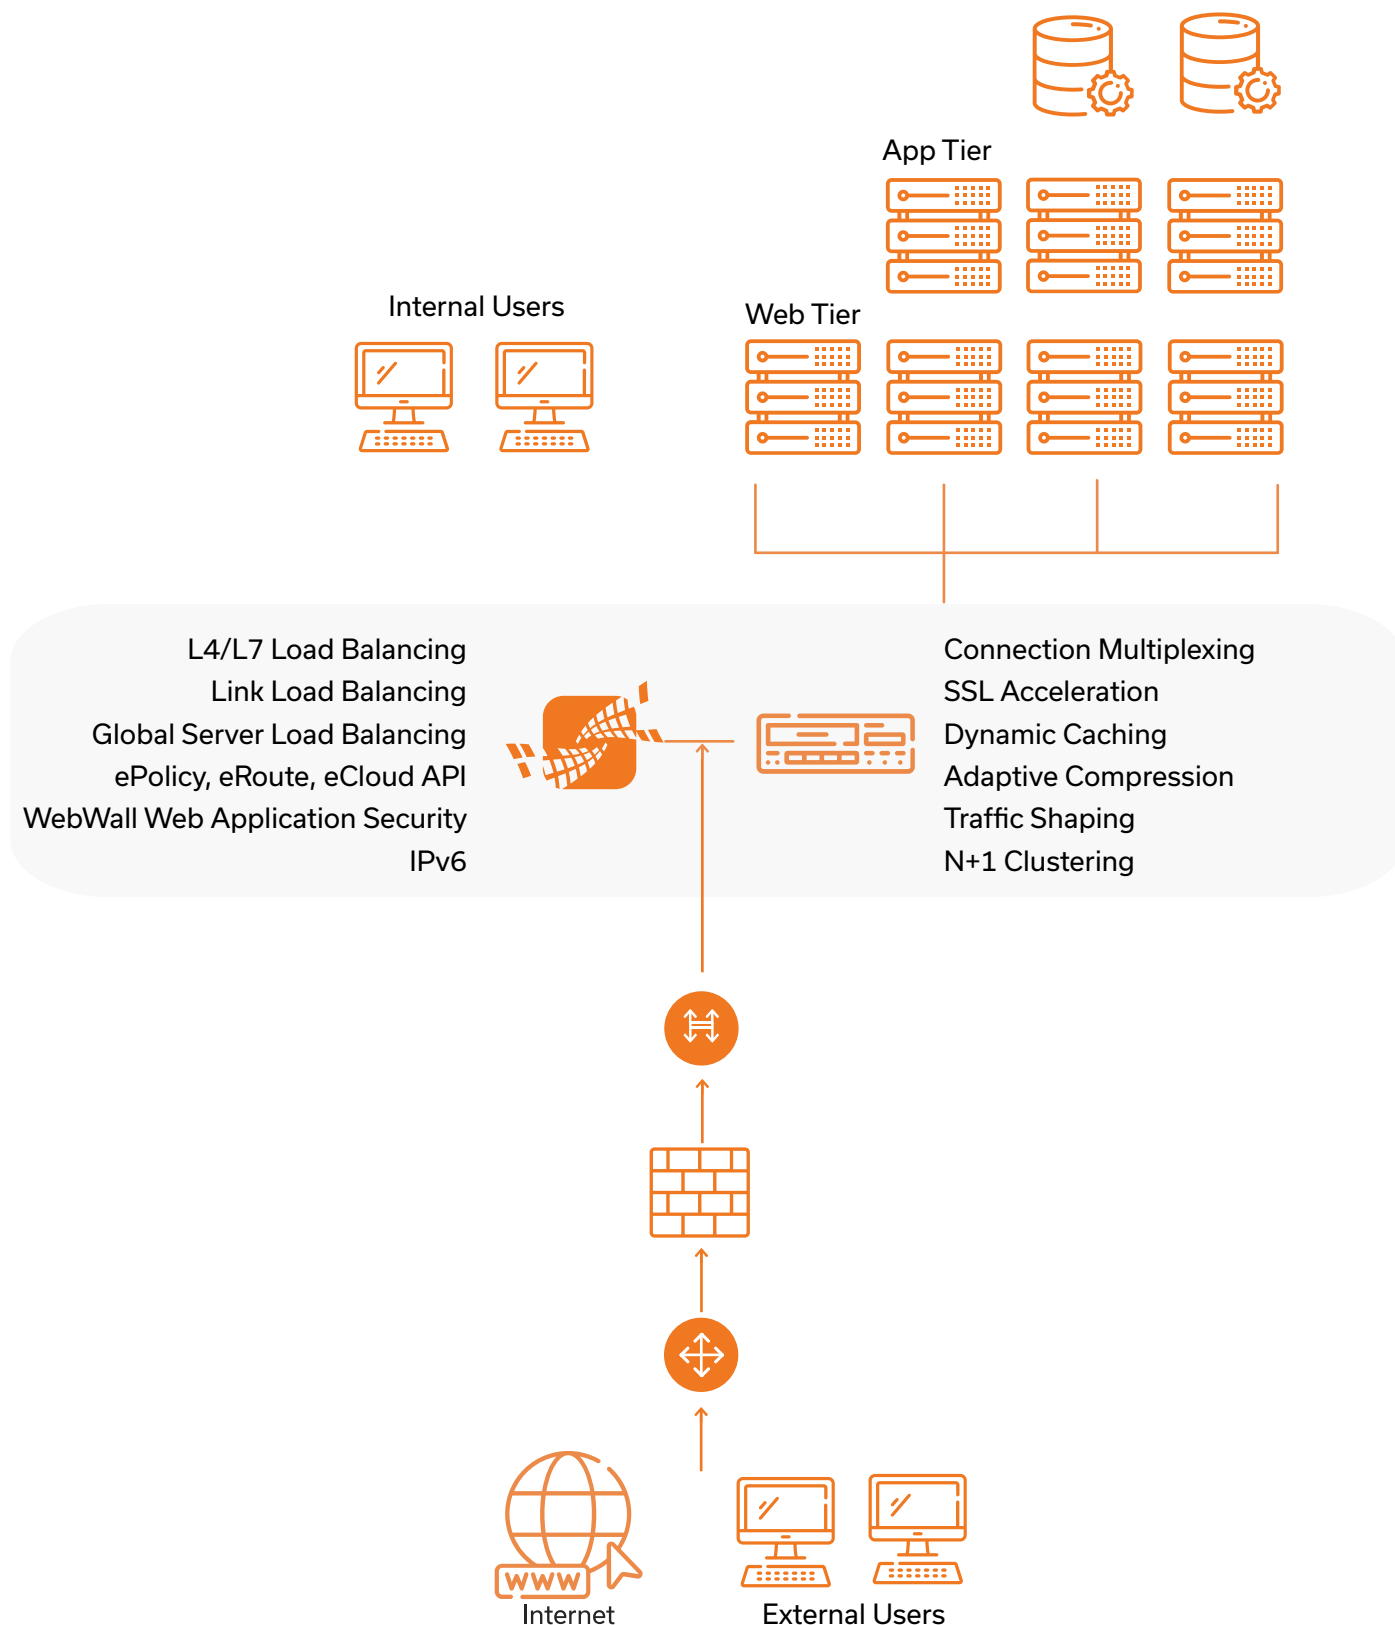 App Tier
Internal Users
Web Tier
L4/L7 Load Balancing
Link Load Balancing
Global Server Load Balancing
ePolicy, eRoute, eCloud API
WebWall Web Application Security
IPv6
Connection Multiplexing
SSL Acceleration
Dynamic Caching
Adaptive Compression
Traffic Shaping
N+1 Clustering
WWW
Internet
External Users